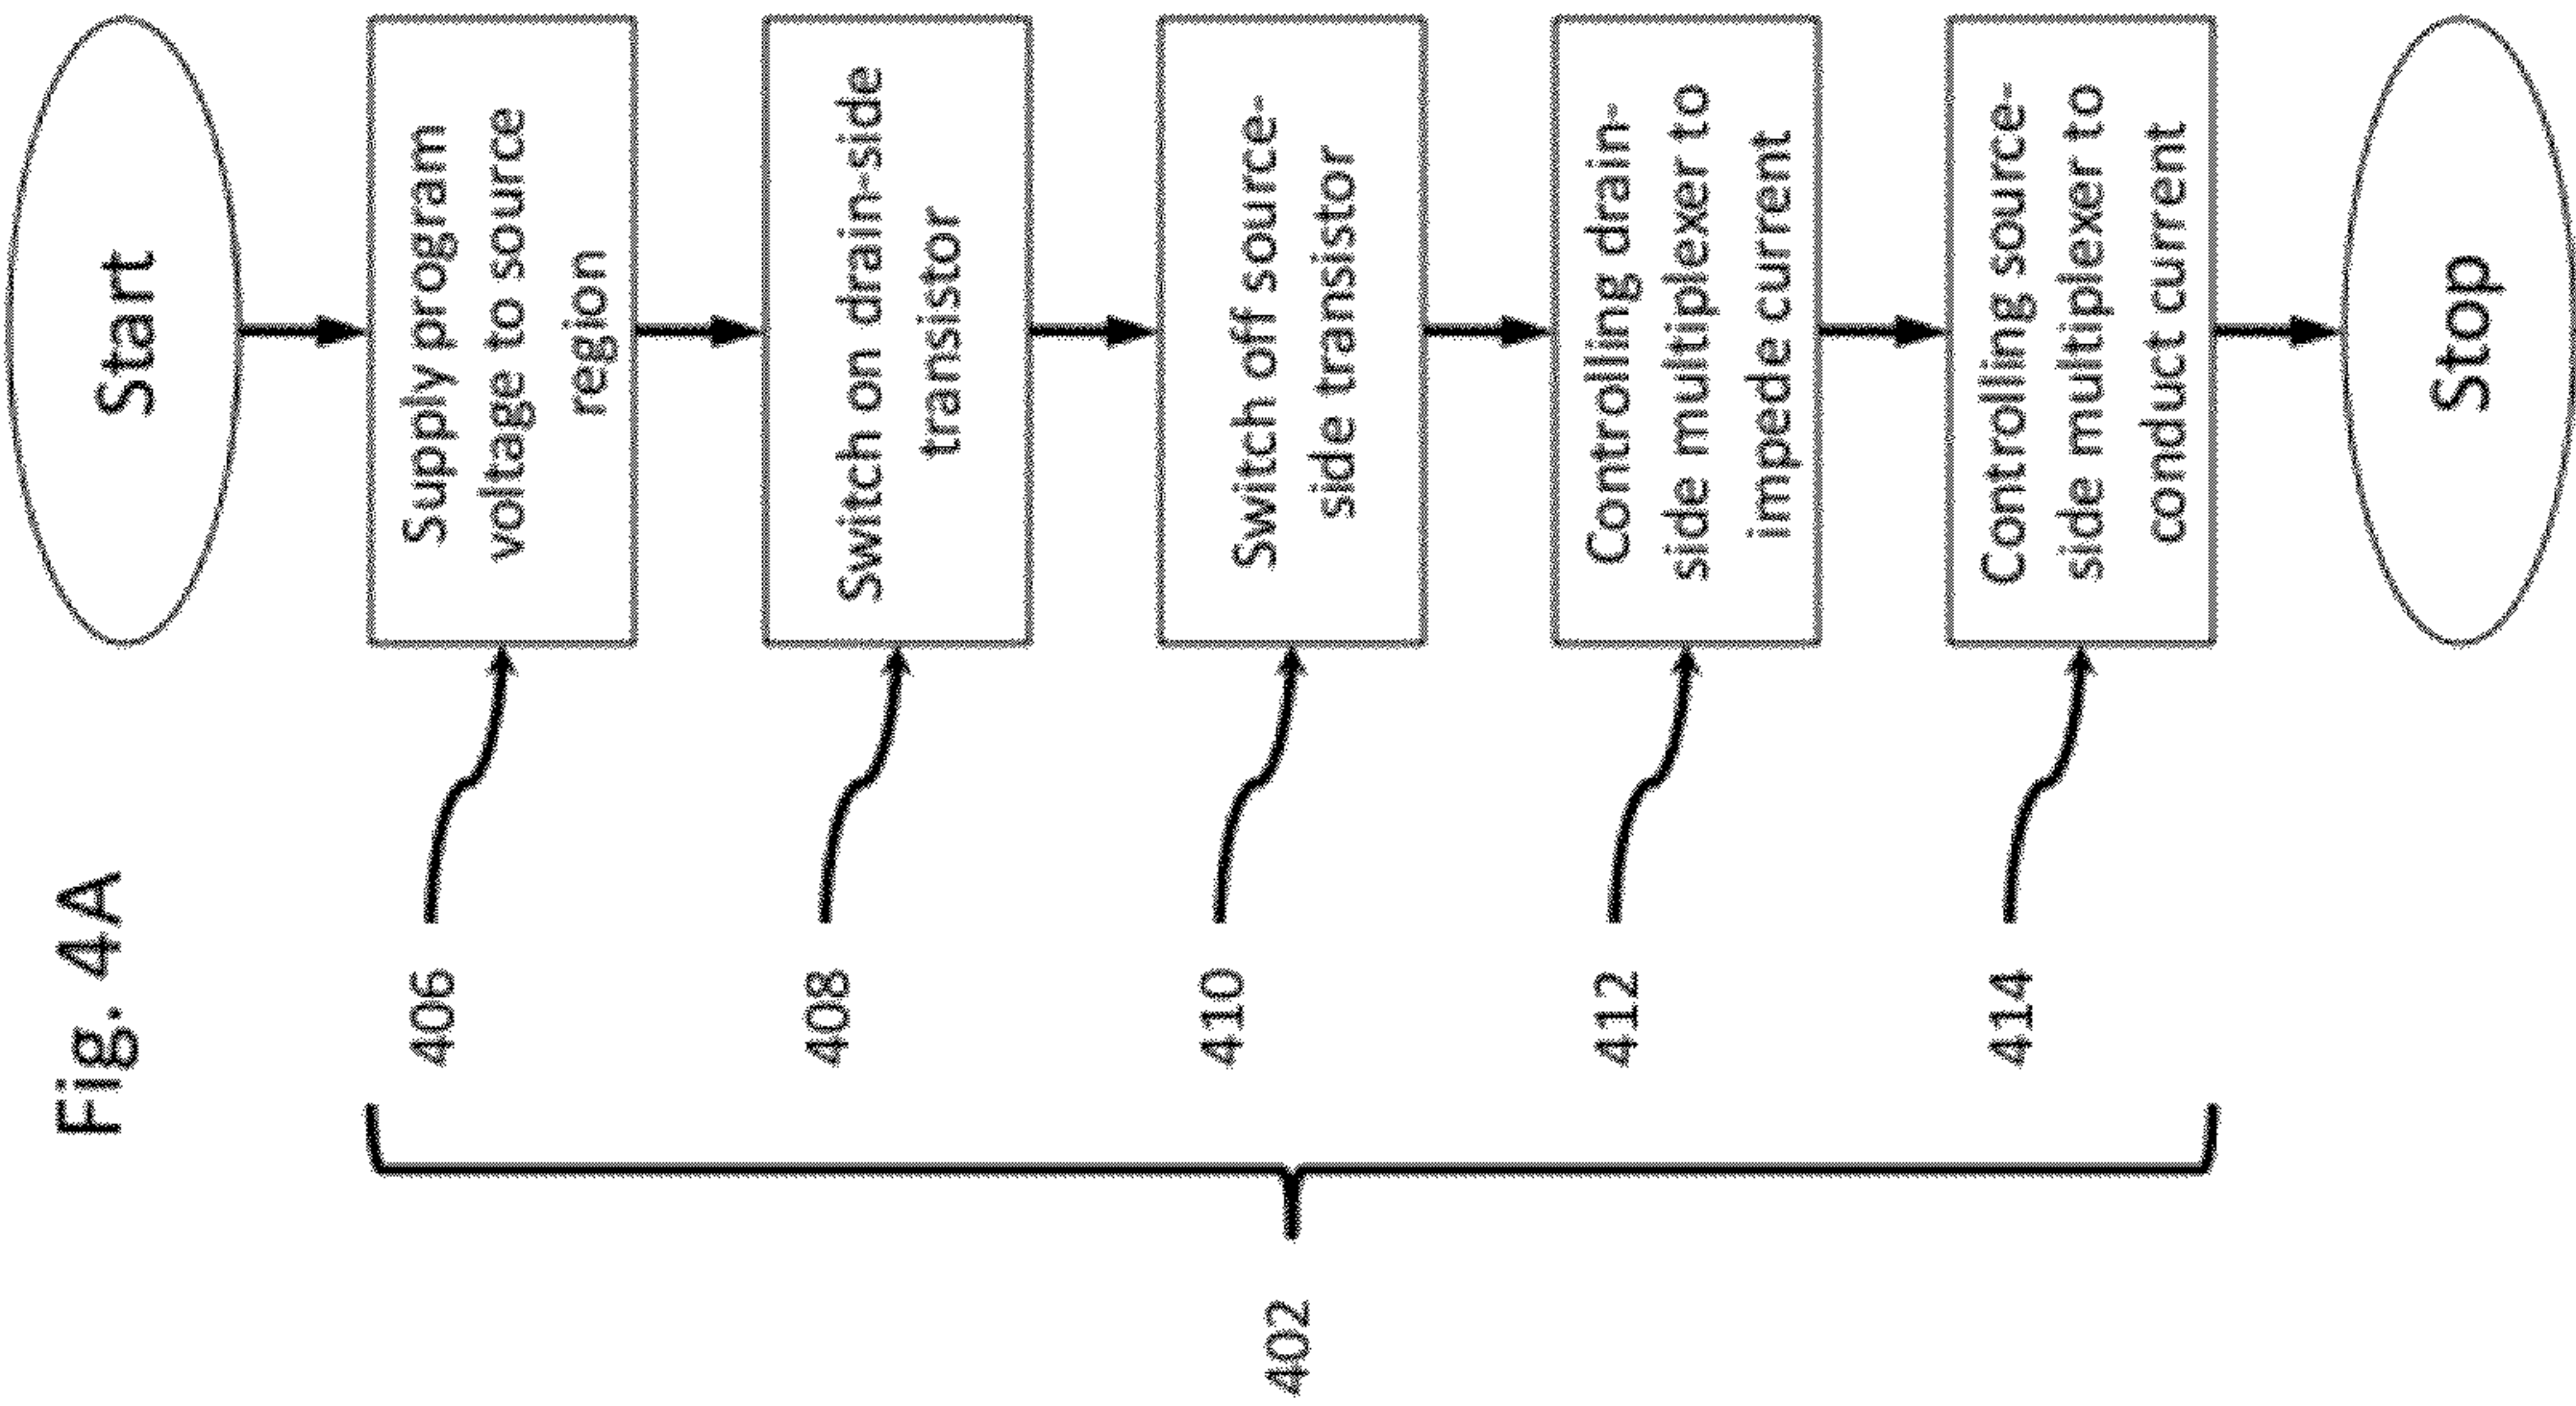 Fig. 4A
Start
402
406
Supply program
voltage to source
region
408
Switch on drain-side
transistor
410
Switch off source-
side transistor
412
Controlling drain-
side multiplexer to
impede current
414
Controlling source-
side multiplexer to
conduct current
Stop